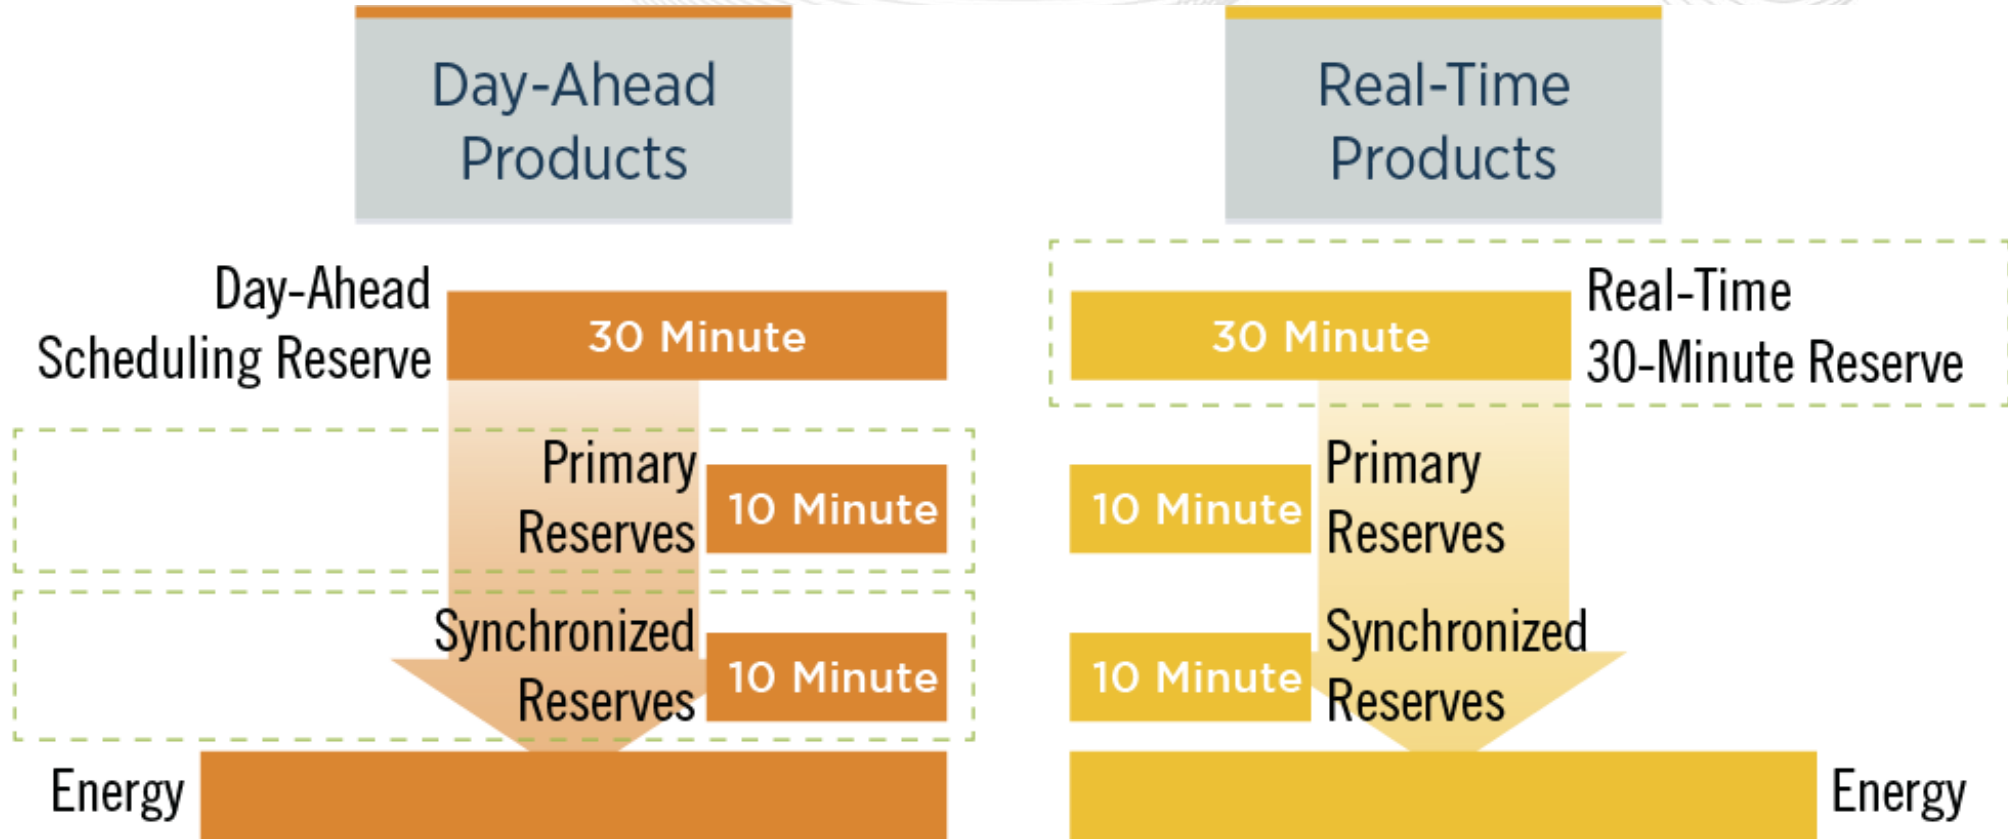 Day-Ahead
Products
Real-Time
Products
Day-Ahead
Scheduling Reserve
30 Minute
30 Minute
Real-Time
30-Minute Reserve
Primary
Reserves
10 Minute
10 Minute
Primary
Reserves
Synchronized
Reserves
10 Minute
10 Minute
Synchronized
Reserves
Energy
Energy